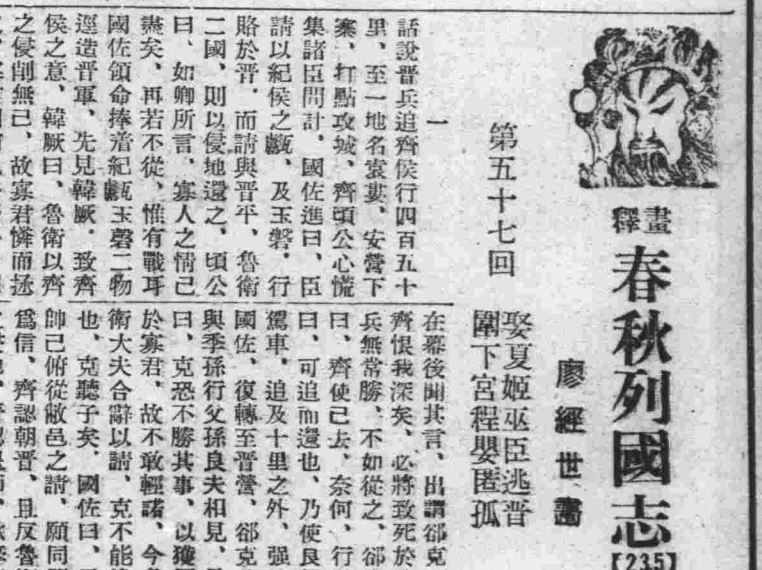 畫釋
春秋列國志
【235】
廖經世畫
第五十七回
娶夏姬巫臣逃晋
圍下宮程嬰匿孤
一
話說晋兵追齊侯行四百五十
里、至一地名袁婁、安營下
寨、打點攻城、齊頃公心慌
集諸臣問計、國佐進曰、臣
請以紀侯之甗、及玉磬、行
賂於晋、而請與晋平、魯衛
二國、則以侵地還之、頃公
曰、如卿所言、寡人之情已
盡矣、再若不從、惟有戰耳
國佐領命捧着紀甗玉磬二物
逕造晋軍、先見韓厥、致齊
侯之意、韓厥曰、魯衛以齊
之侵削無已、故寡君憐而拯
在幕後聞其言、出謂郤克
齊恨我深矣、必將致死於
兵無常勝、不如從之、郤
曰、齊使已去、奈何、行
曰、可追而還也、乃使良
駕車、追及十里之外、强
國佐、復轉至晋營、郤克
與季孫行父孫良夫相見、
曰、克恐不勝其事、以獲
於寡君、故不敢輕諾、今
衛大夫合辭以請、克不能
也、克聽子矣、國佐曰、
帥已俯從敝邑之請、願同
爲信、齊認朝晋、且反魯